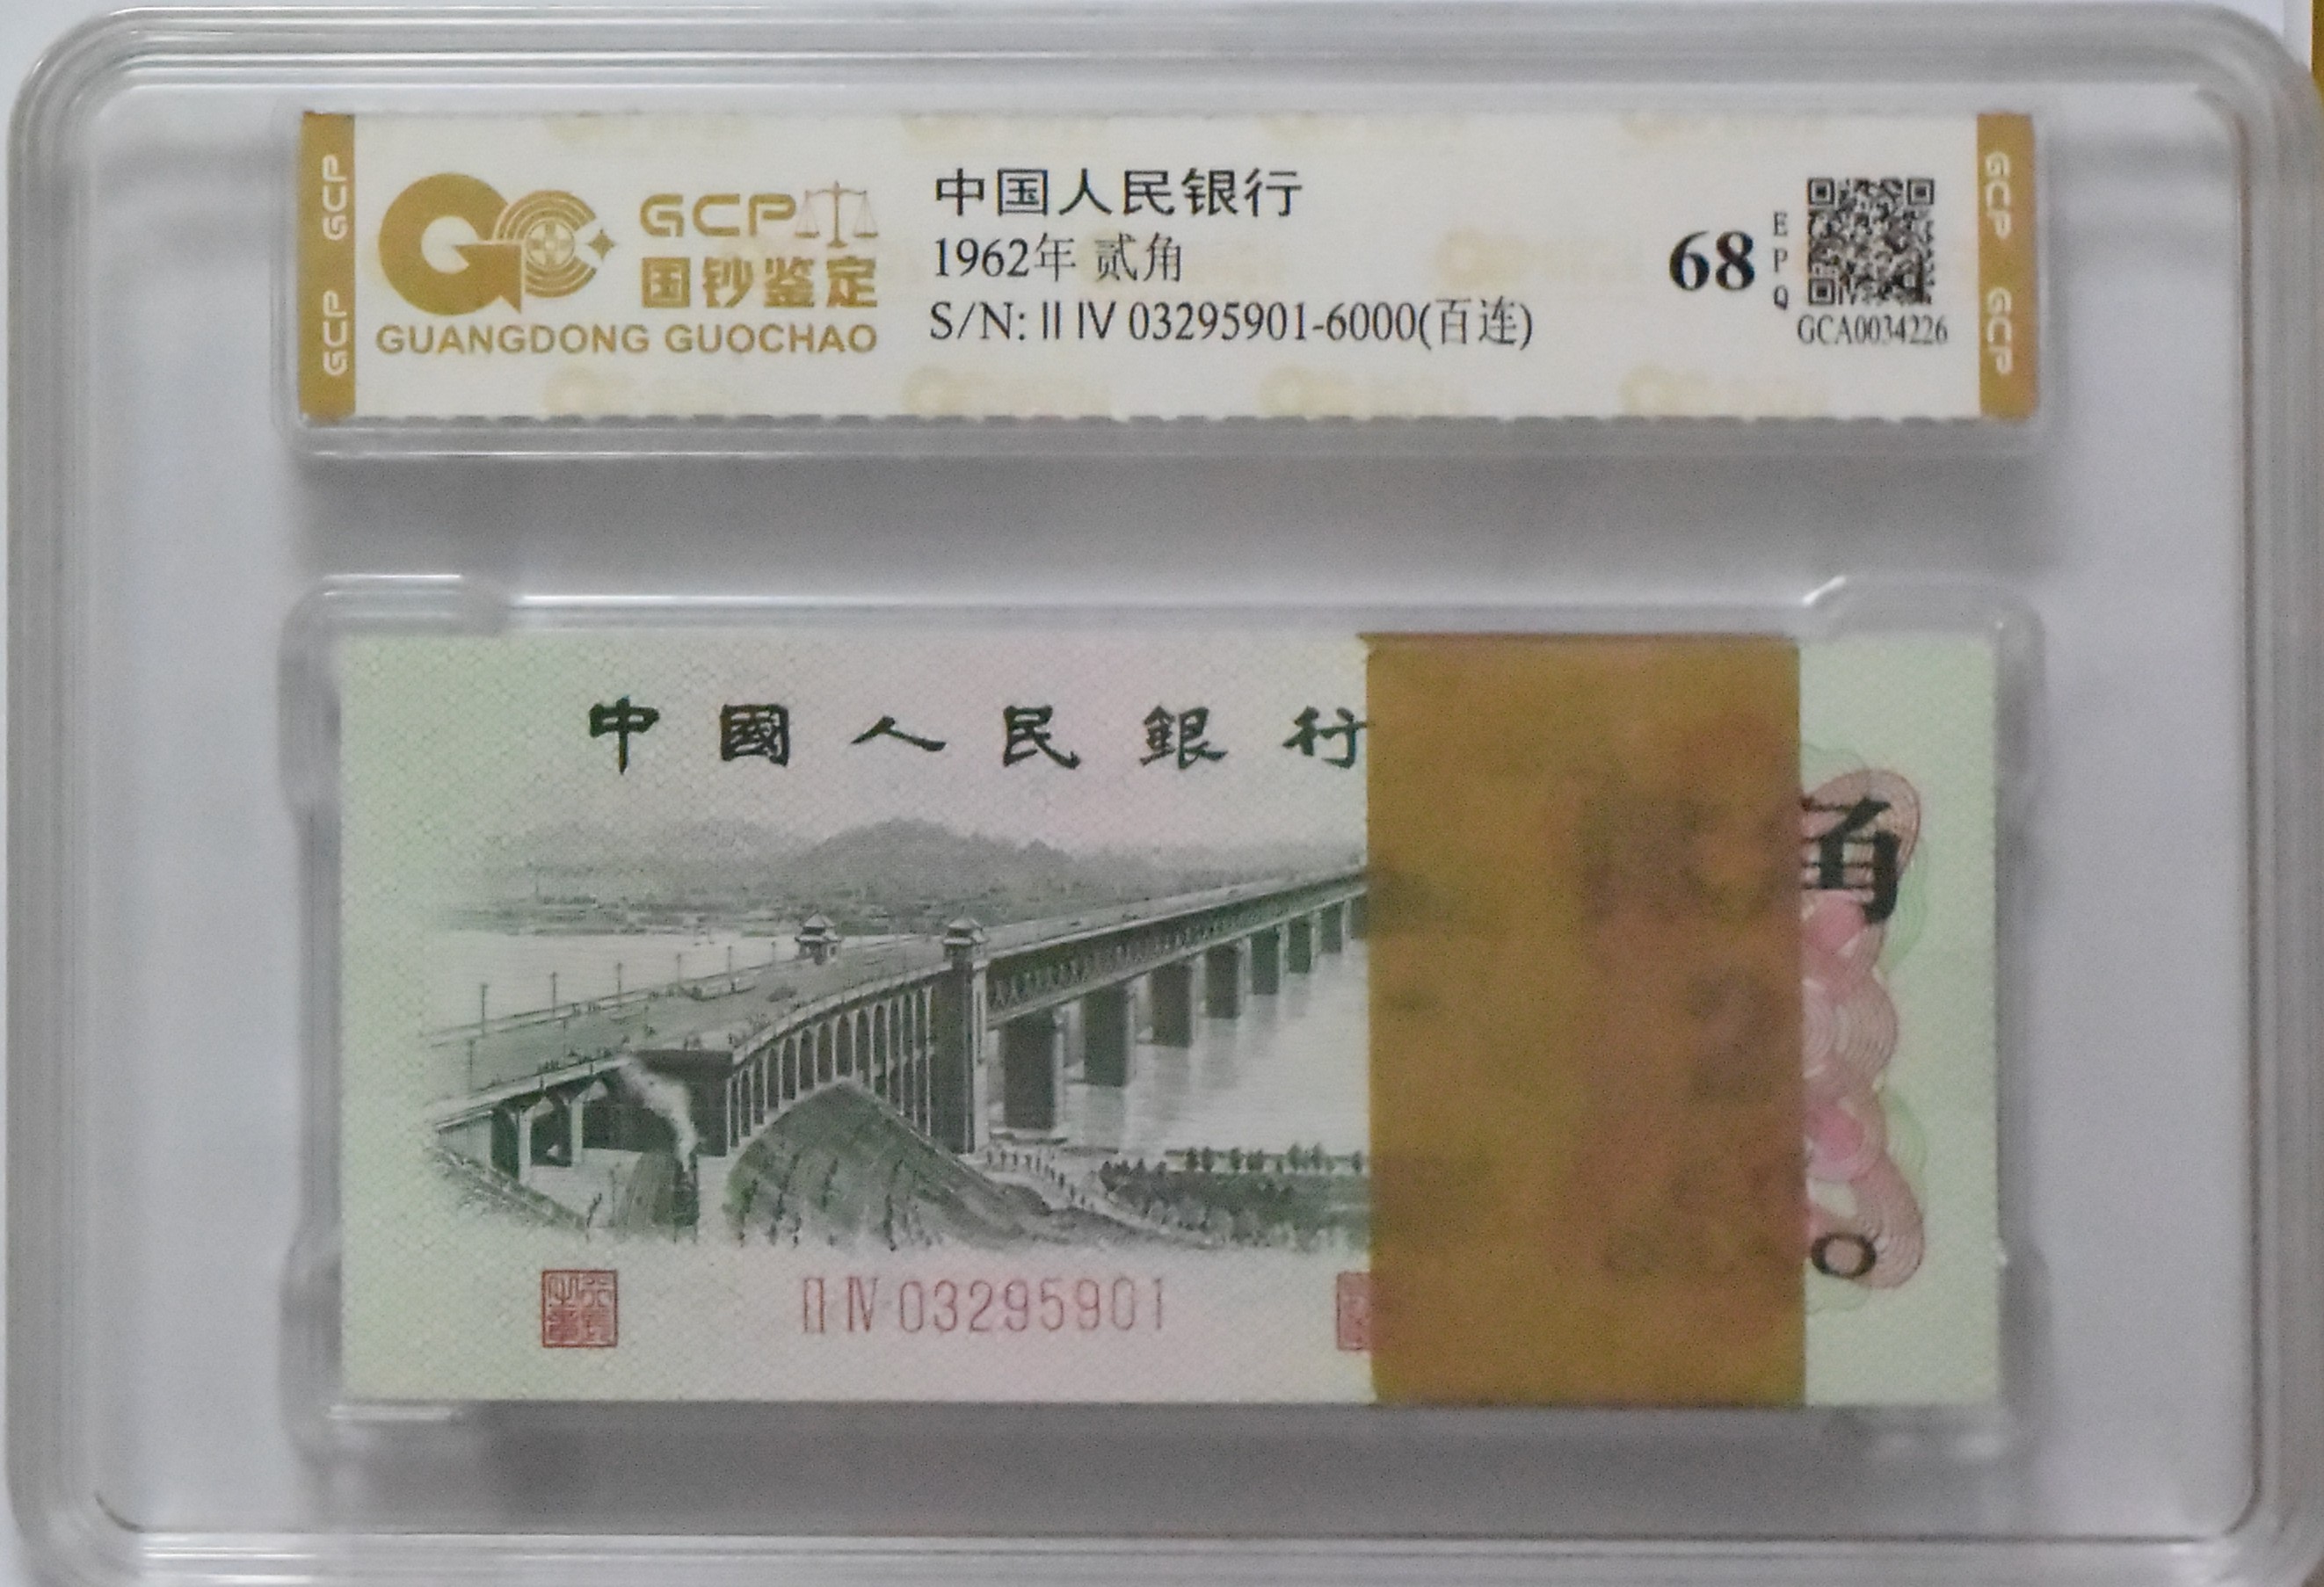 GCP GCP
GCP
国钞鉴定
GUANGDONG GUOCHAO
中国人民银行
1962年 贰角
S/N: II IV 03295901-6000(百连)
68
EPQ
GCA0034226
GCP GCP
中國人民銀行
角
II IV 03295901